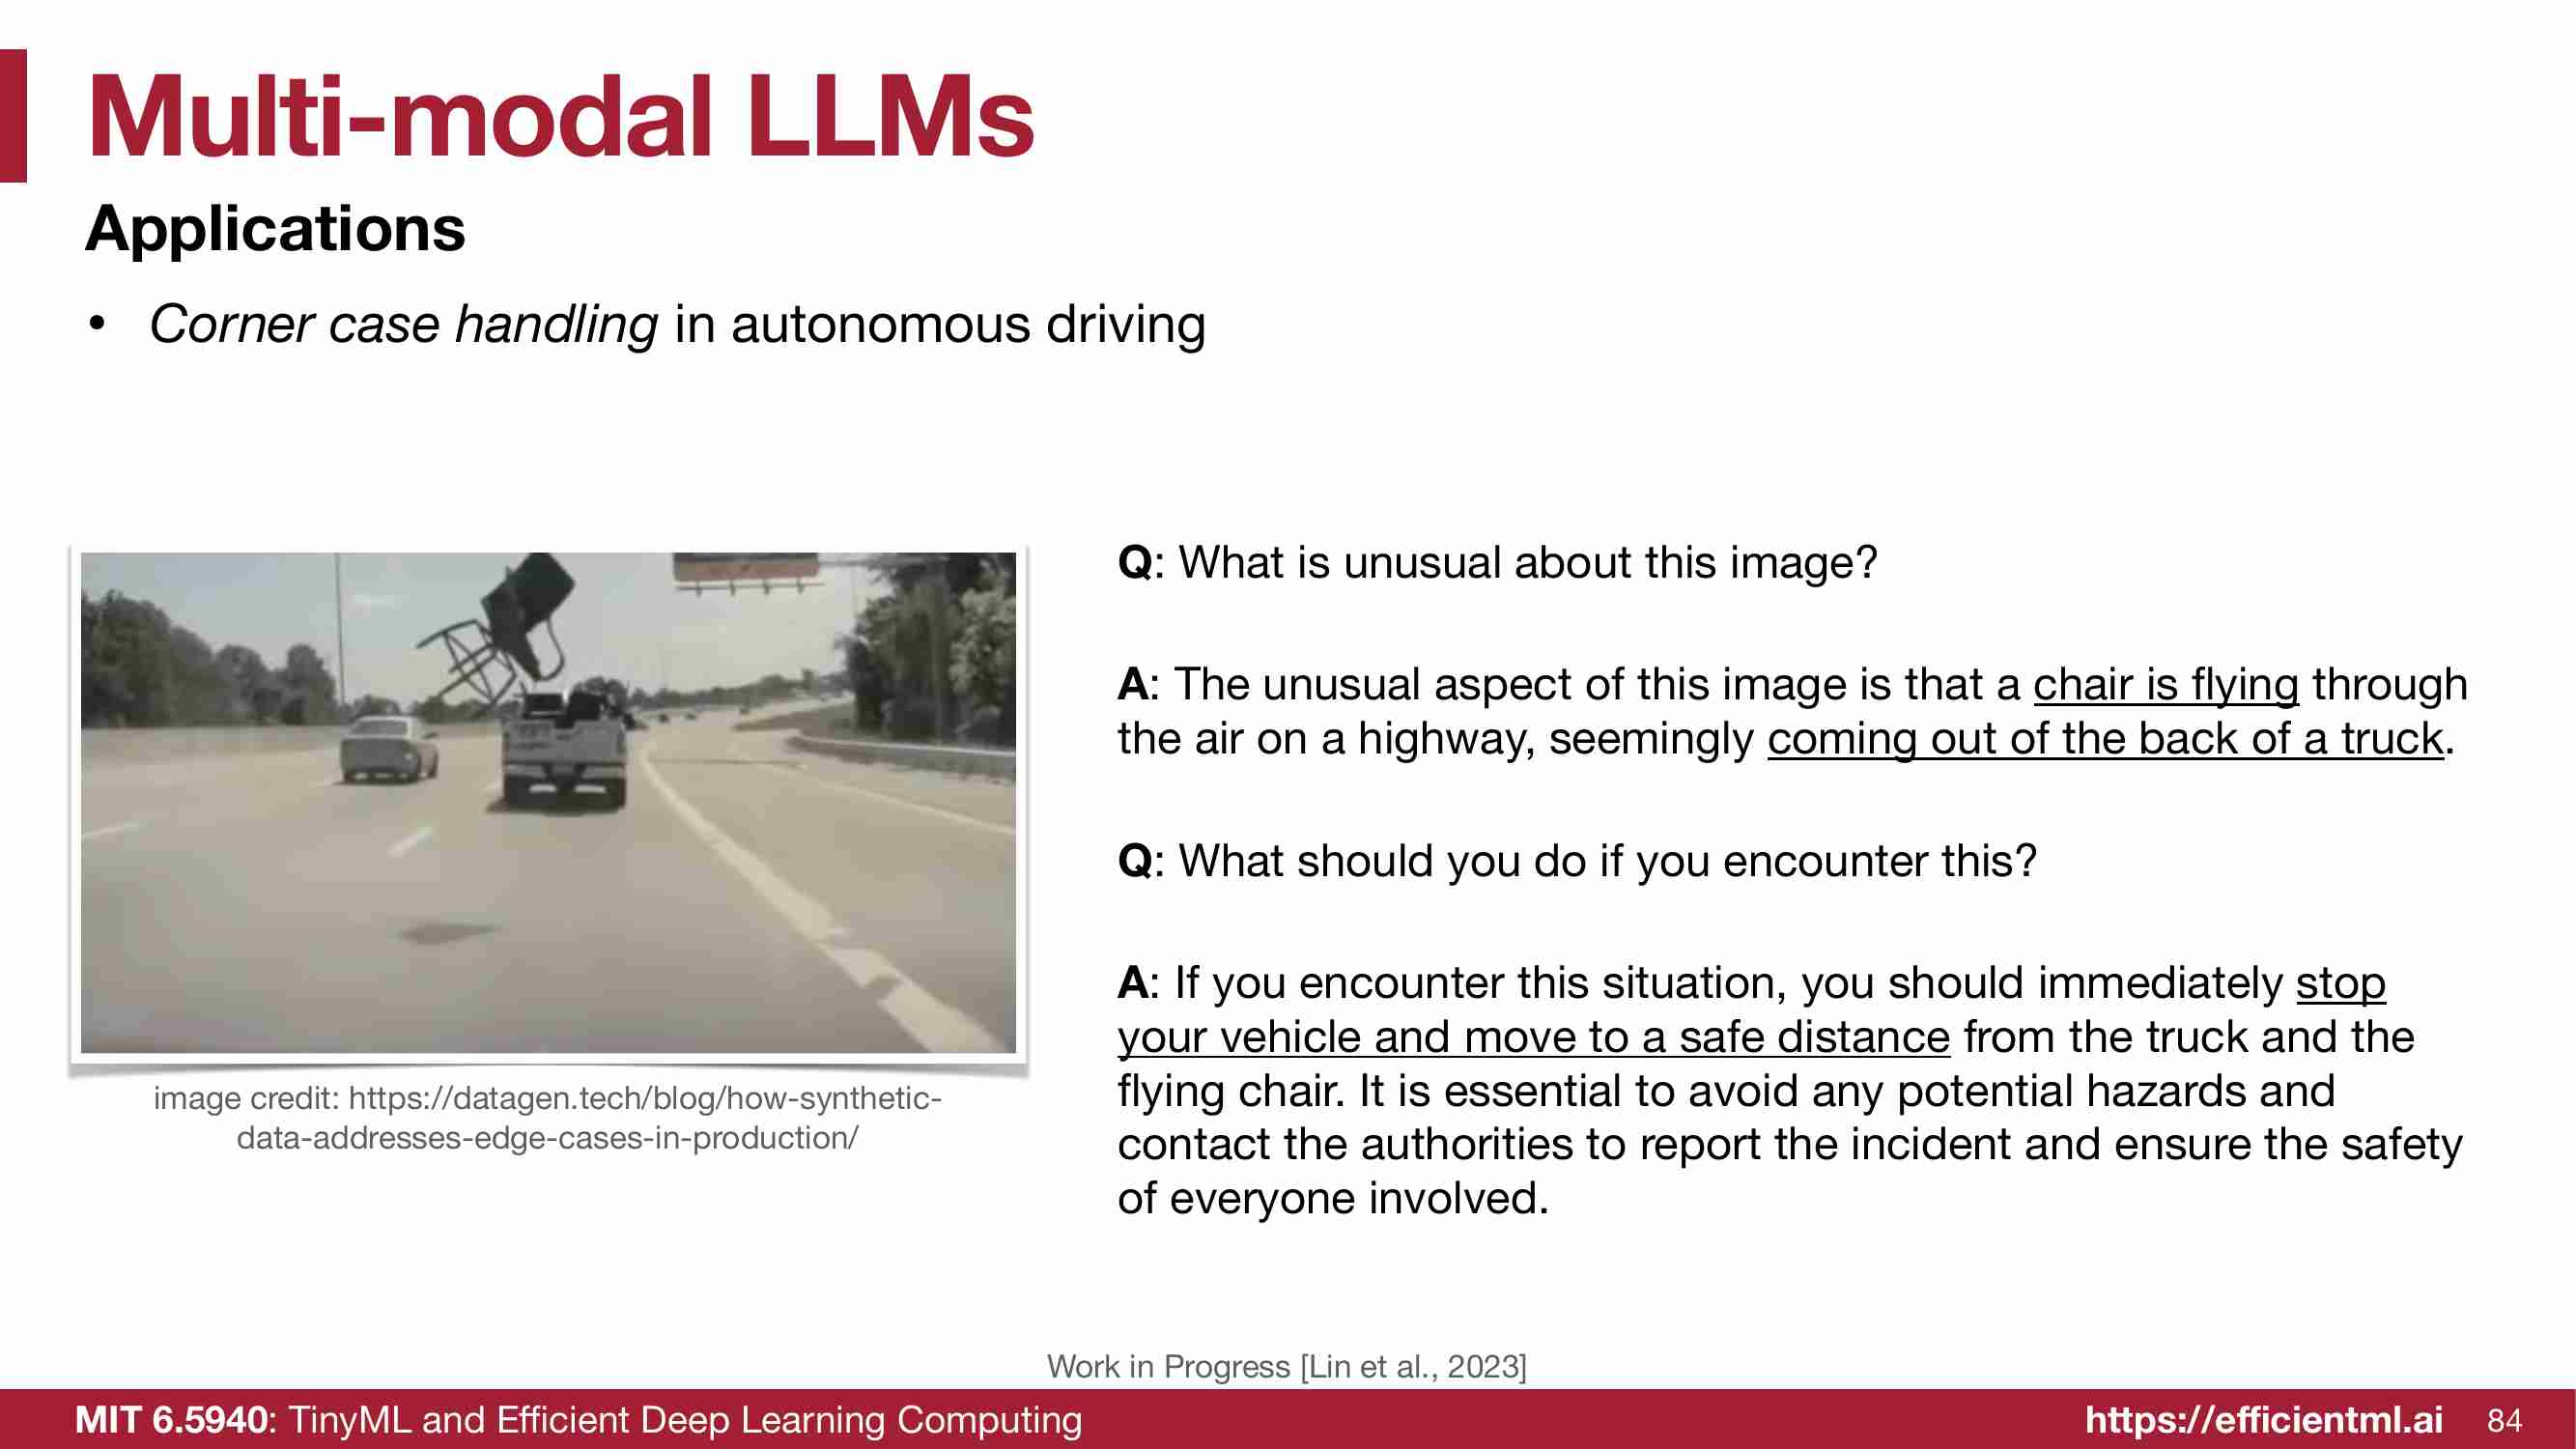 Multi-modal LLMs
Applications
• Corner case handling in autonomous driving
Q: What is unusual about this image?
A: The unusual aspect of this image is that a chair is flying through
the air on a highway, seemingly coming out of the back of a truck.
Q: What should you do if you encounter this?
A: If you encounter this situation, you should immediately stop
your vehicle and move to a safe distance from the truck and the
flying chair. It is essential to avoid any potential hazards and
contact the authorities to report the incident and ensure the safety
of everyone involved.
image credit: https://datagen.tech/blog/how-synthetic-
data-addresses-edge-cases-in-production/
Work in Progress [Lin et al., 2023]
MIT 6.5940: TinyML and Efficient Deep Learning Computing
https://efficientml.ai 84